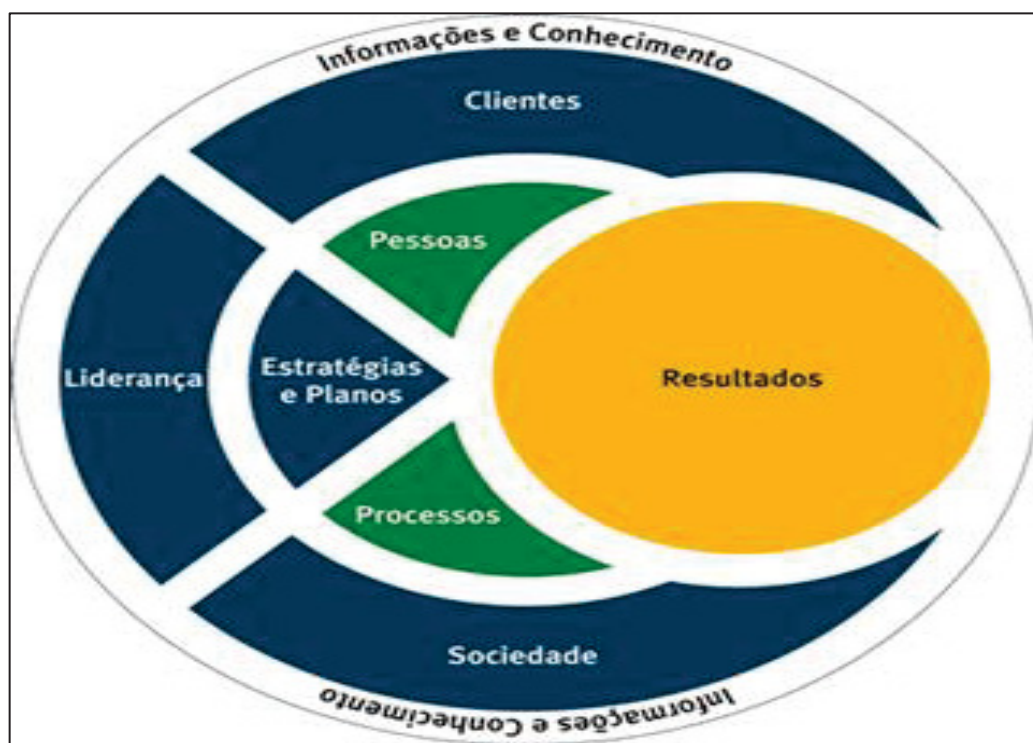 Informações e Conhecimento
Clientes
Pessoas
Liderança
Estratégias
e Planos
Resultados
Processos
Sociedade
Informações e Conhecimento